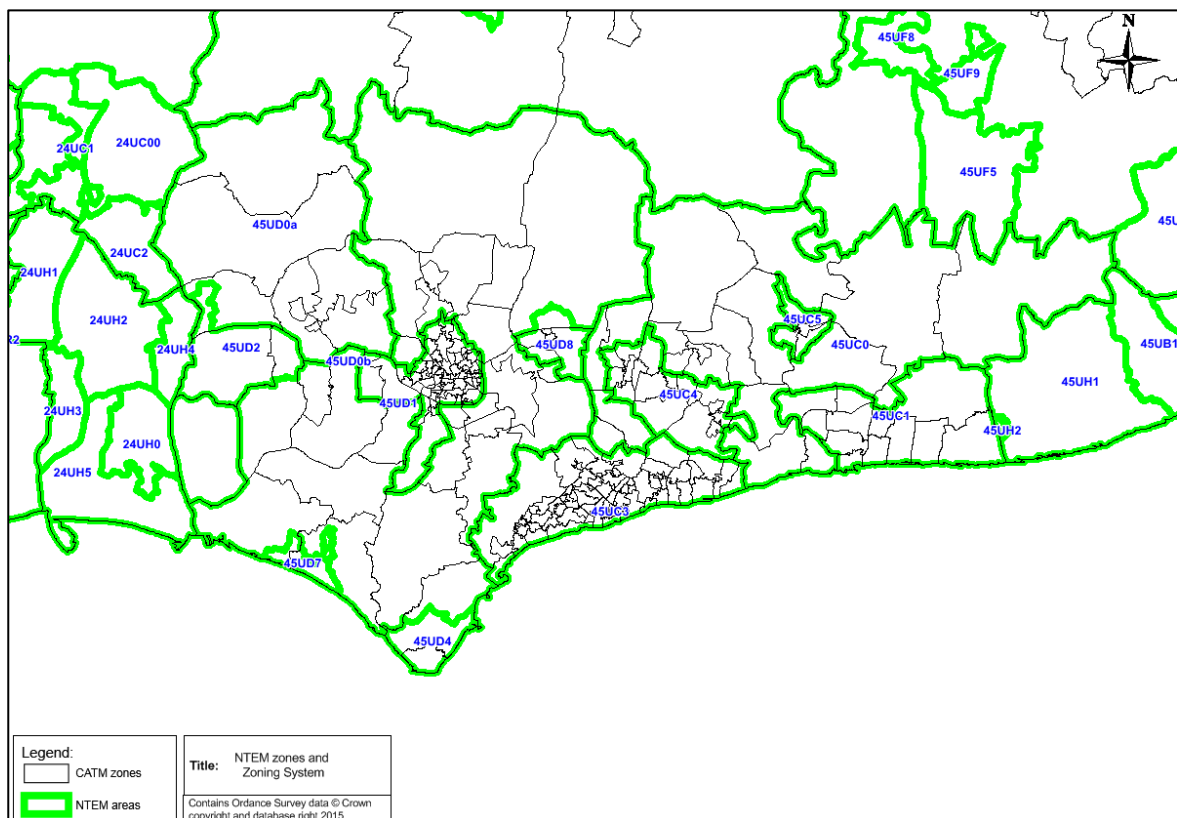 45UF8
N
45UF9
24UC1
24UC00
45UF5
45U
45UD0a
24UC2
24UH1
24UH2
45UC5
R2
24UH4
45UD2
45UD8
45UC0
45UB1
45UD0b
45UH1
45UC4
45UD1
24UH3
45UC1
45UH2
24UH0
24UH5
45UC3
45UD7
45UD4
Legend:
CATM zones
NTEM areas
Title: NTEM zones and
Zoning System
Contains Ordance Survey data © Crown
copyright and database right 2015